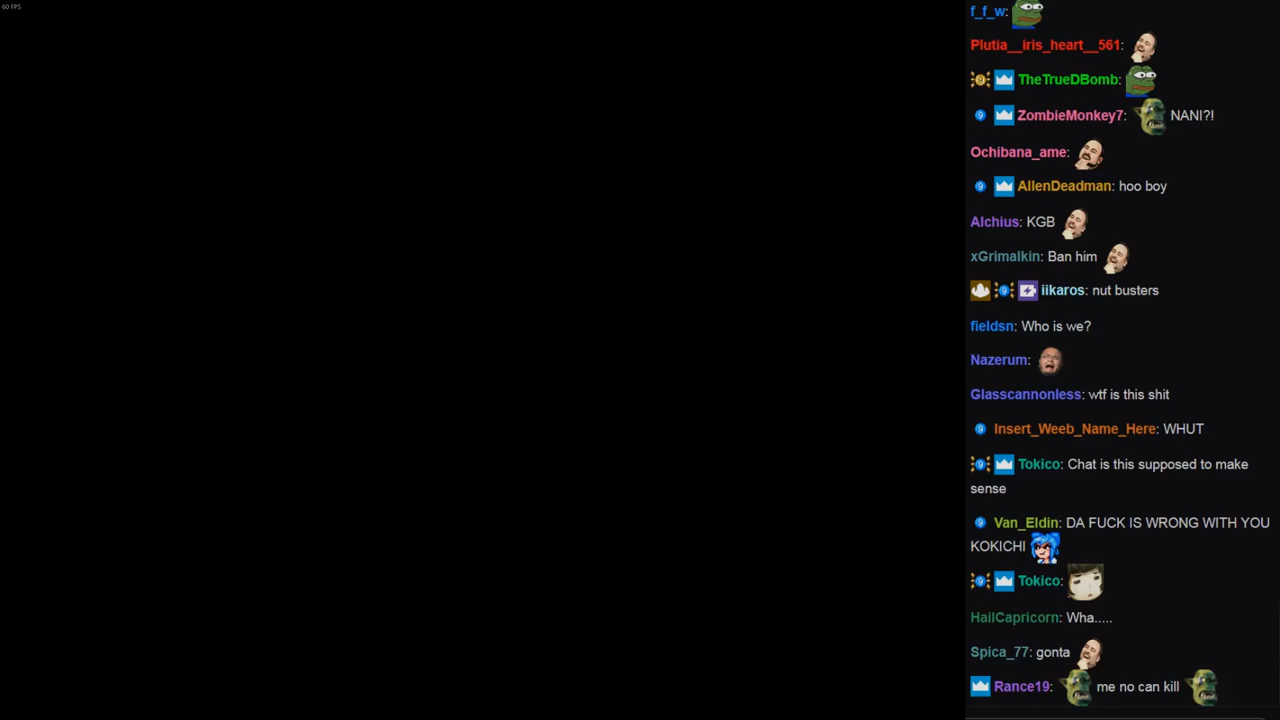 60 FPS
f_f_w:
Plutia__iris_heart__561:
TheTrueDBomb:
ZombieMonkey7: NANI?!
Ochibana_ame:
AllenDeadman: hoo boy
Alchius: KGB
xGrimalkin: Ban him
iikaros: nut busters
fieldsn: Who is we?
Nazerum:
Glasscannonless: wtf is this shit
Insert_Weeb_Name_Here: WHUT
Tokico: Chat is this supposed to make
sense
Van_Eldin: DA FUCK IS WRONG WITH YOU
KOKICHI
Tokico:
HailCapricorn: Wha.....
Spica_77: gonta
Rance19: me no can kill